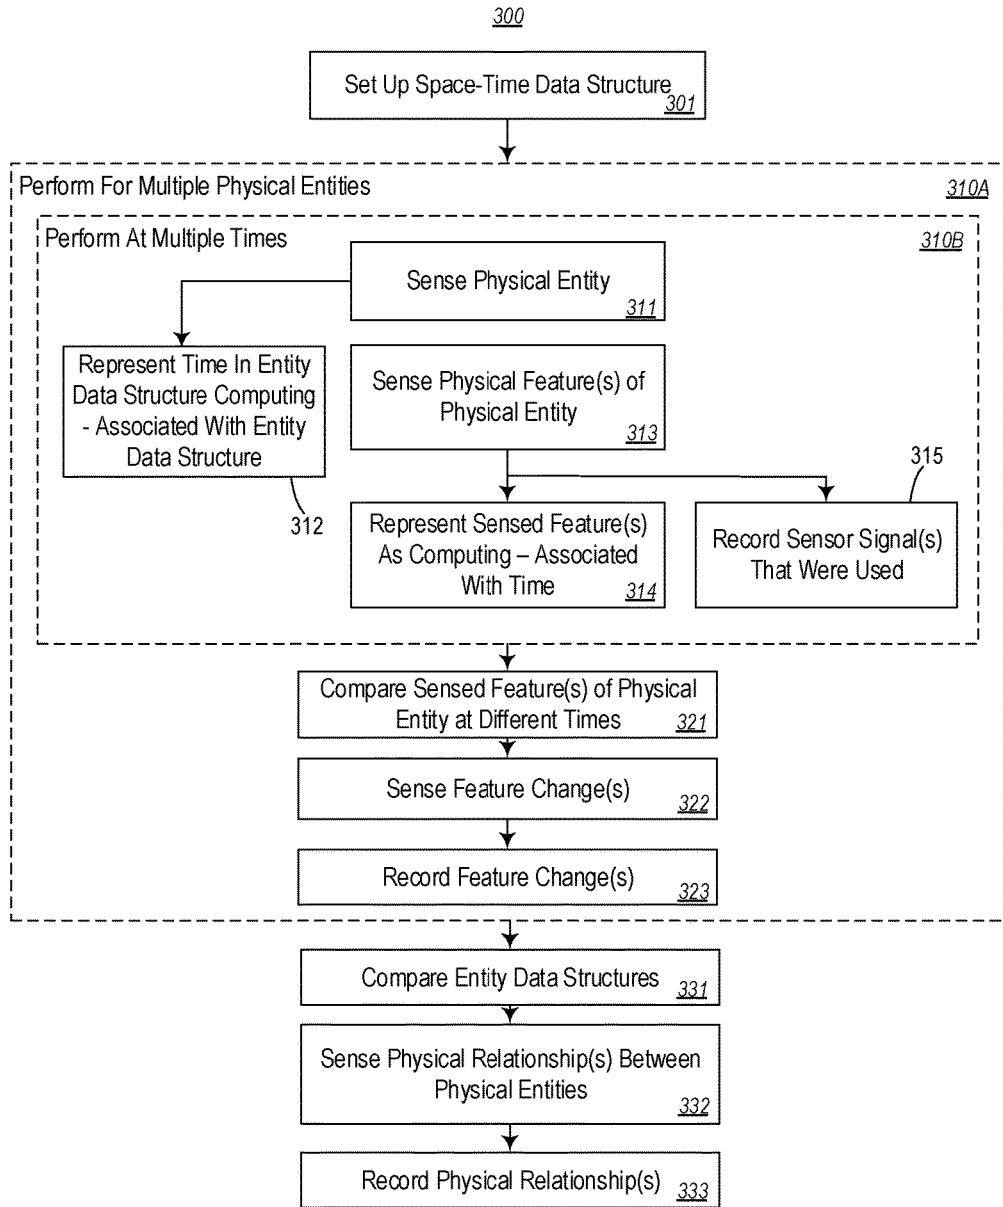 300
Set Up Space-Time Data Structure
301
Perform For Multiple Physical Entities
310A
Perform At Multiple Times
310B
Sense Physical Entity
311
Represent Time In Entity
Data Structure Computing
- Associated With Entity
Data Structure
312
Sense Physical Feature(s) of
Physical Entity
313
315
Represent Sensed Feature(s)
As Computing – Associated
With Time
314
Record Sensor Signal(s)
That Were Used
Compare Sensed Feature(s) of Physical
Entity at Different Times
321
Sense Feature Change(s)
322
Record Feature Change(s)
323
Compare Entity Data Structures
331
Sense Physical Relationship(s) Between
Physical Entities
332
Record Physical Relationship(s)
333